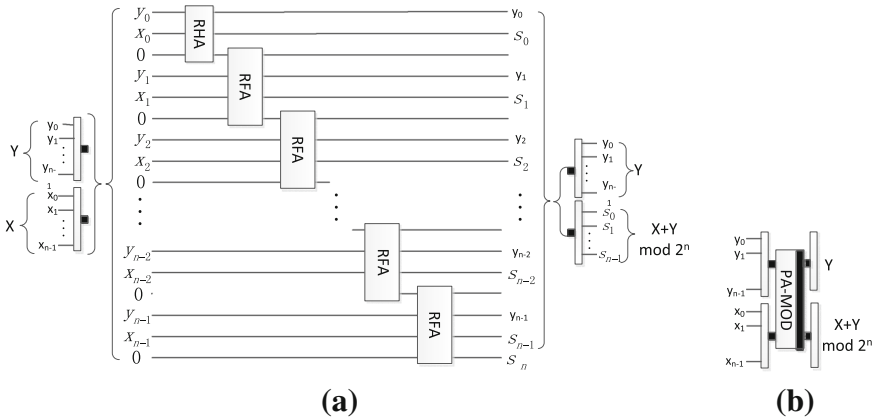 y₀ y₀
x₀ RHA S₀
0
y₁ y₁
x₁ RFA S₁
0
y₂ y₂
x₂ RFA S₂
0
yₙ₋₂ yₙ₋₂
xₙ₋₂ RFA Sₙ₋₂
0
yₙ₋₁ yₙ₋₁
xₙ₋₁ RFA Sₙ₋₁
0 Sₙ
Y
y₀
y₁
yₙ₋
1
X
x₀
x₁
xₙ₋₁
y₀
y₁
yₙ₋
Y
1
S₀
S₁
Sₙ₋₁
X+Y
mod 2ⁿ
(a)
y₀
y₁
yₙ₋₁
x₀
x₁
xₙ₋₁
PA-MOD
Y
X+Y
mod 2ⁿ
(b)